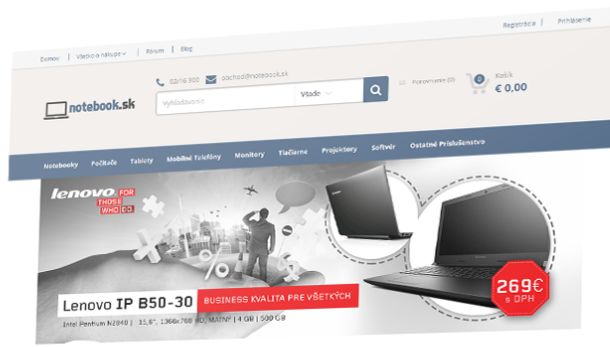 Registrácia | Prihlásenie
Domov | Všetko o nákupe | Fórum | Blog
obchod@notebook.sk
Porovnanie (0)
0
Košík
€ 0,00
notebook.sk
Vyhľadávanie
Všade
Notebooky Počítače Tablety Mobilné Telefóny Monitory Tlačiarne Projektory Softvér Ostatné Príslušenstvo
lenovo FOR
THOSE
WHO DO.
Lenovo IP B50-30 BUSINESS KVALITA PRE VŠETKÝCH
Intel Pentium N2840 | 15,6", 1366x768 HD, MATNÝ | 4 GB | 500 GB
269€
s DPH